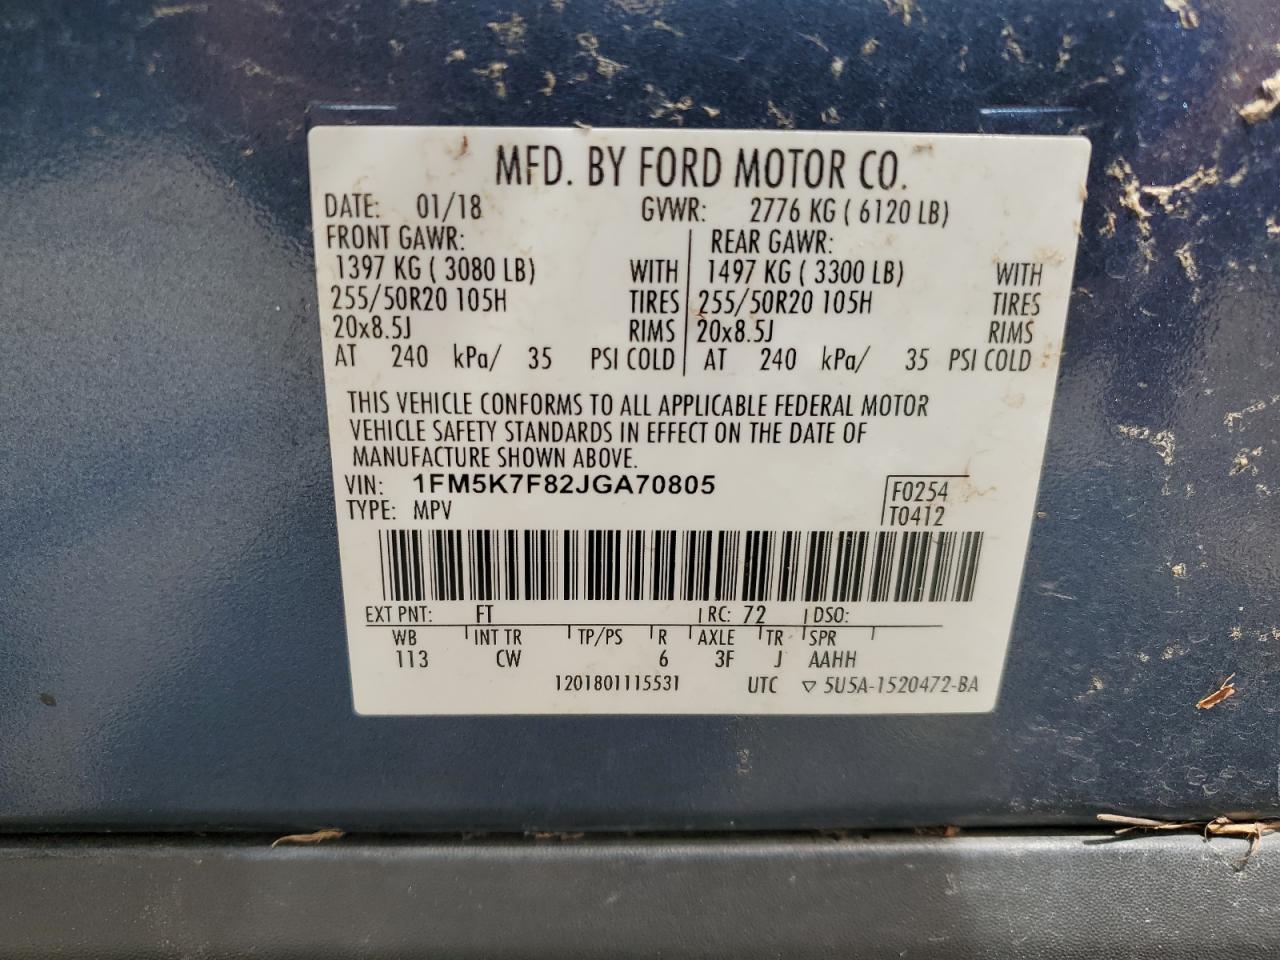 MFD. BY FORD MOTOR CO.
DATE: 01/18 GVWR: 2776 KG ( 6120 LB)
FRONT GAWR: REAR GAWR:
1397 KG ( 3080 LB) WITH 1497 KG ( 3300 LB) WITH
255/50R20 105H TIRES 255/50R20 105H TIRES
20x8.5J RIMS 20x8.5J RIMS
AT 240 kPa/ 35 PSI COLD AT 240 kPa/ 35 PSI COLD
THIS VEHICLE CONFORMS TO ALL APPLICABLE FEDERAL MOTOR
VEHICLE SAFETY STANDARDS IN EFFECT ON THE DATE OF
MANUFACTURE SHOWN ABOVE.
VIN: 1FM5K7F82JGA70805 F0254
TYPE: MPV T0412
EXT PNT: FT RC: 72 DSO:
WB INT TR TP/PS R AXLE TR SPR
113 CW 6 3F J AAHH
1201801115531 UTC ▽ 5U5A-1520472-BA